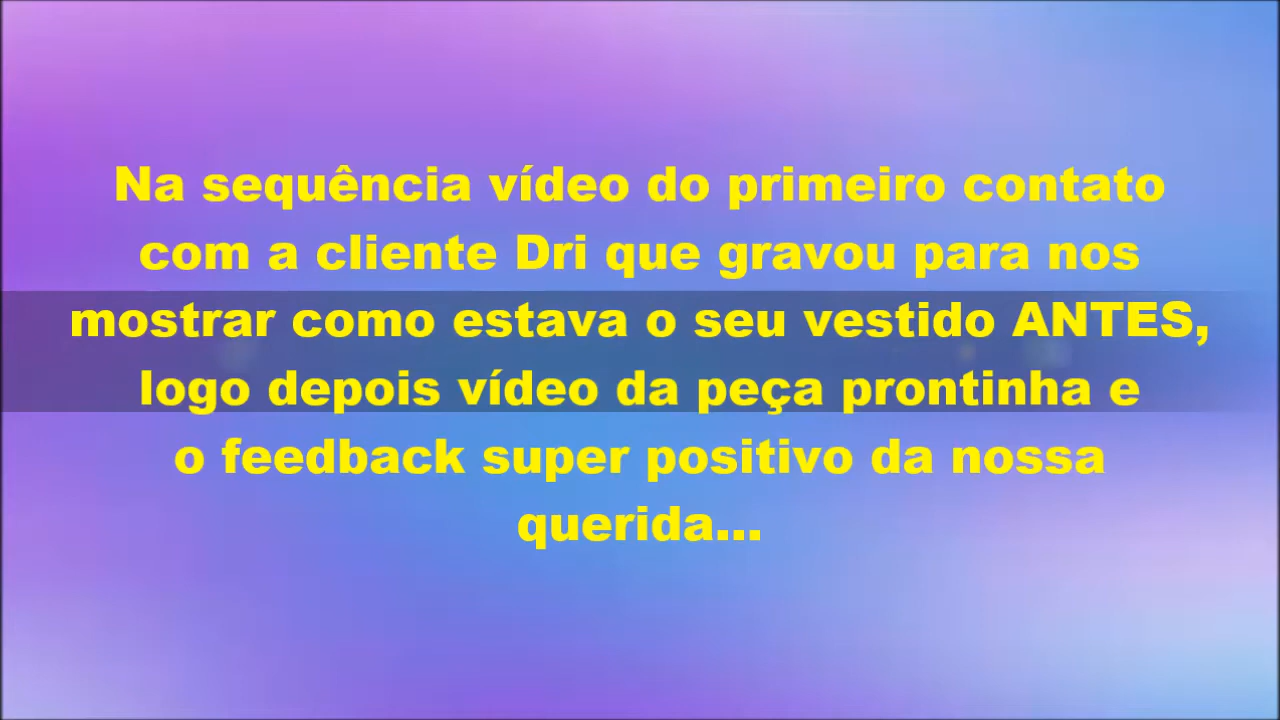 Na sequência vídeo do primeiro contato
com a cliente Dri que gravou para nos
mostrar como estava o seu vestido ANTES,
logo depois vídeo da peça prontinha e
o feedback super positivo da nossa
querida...